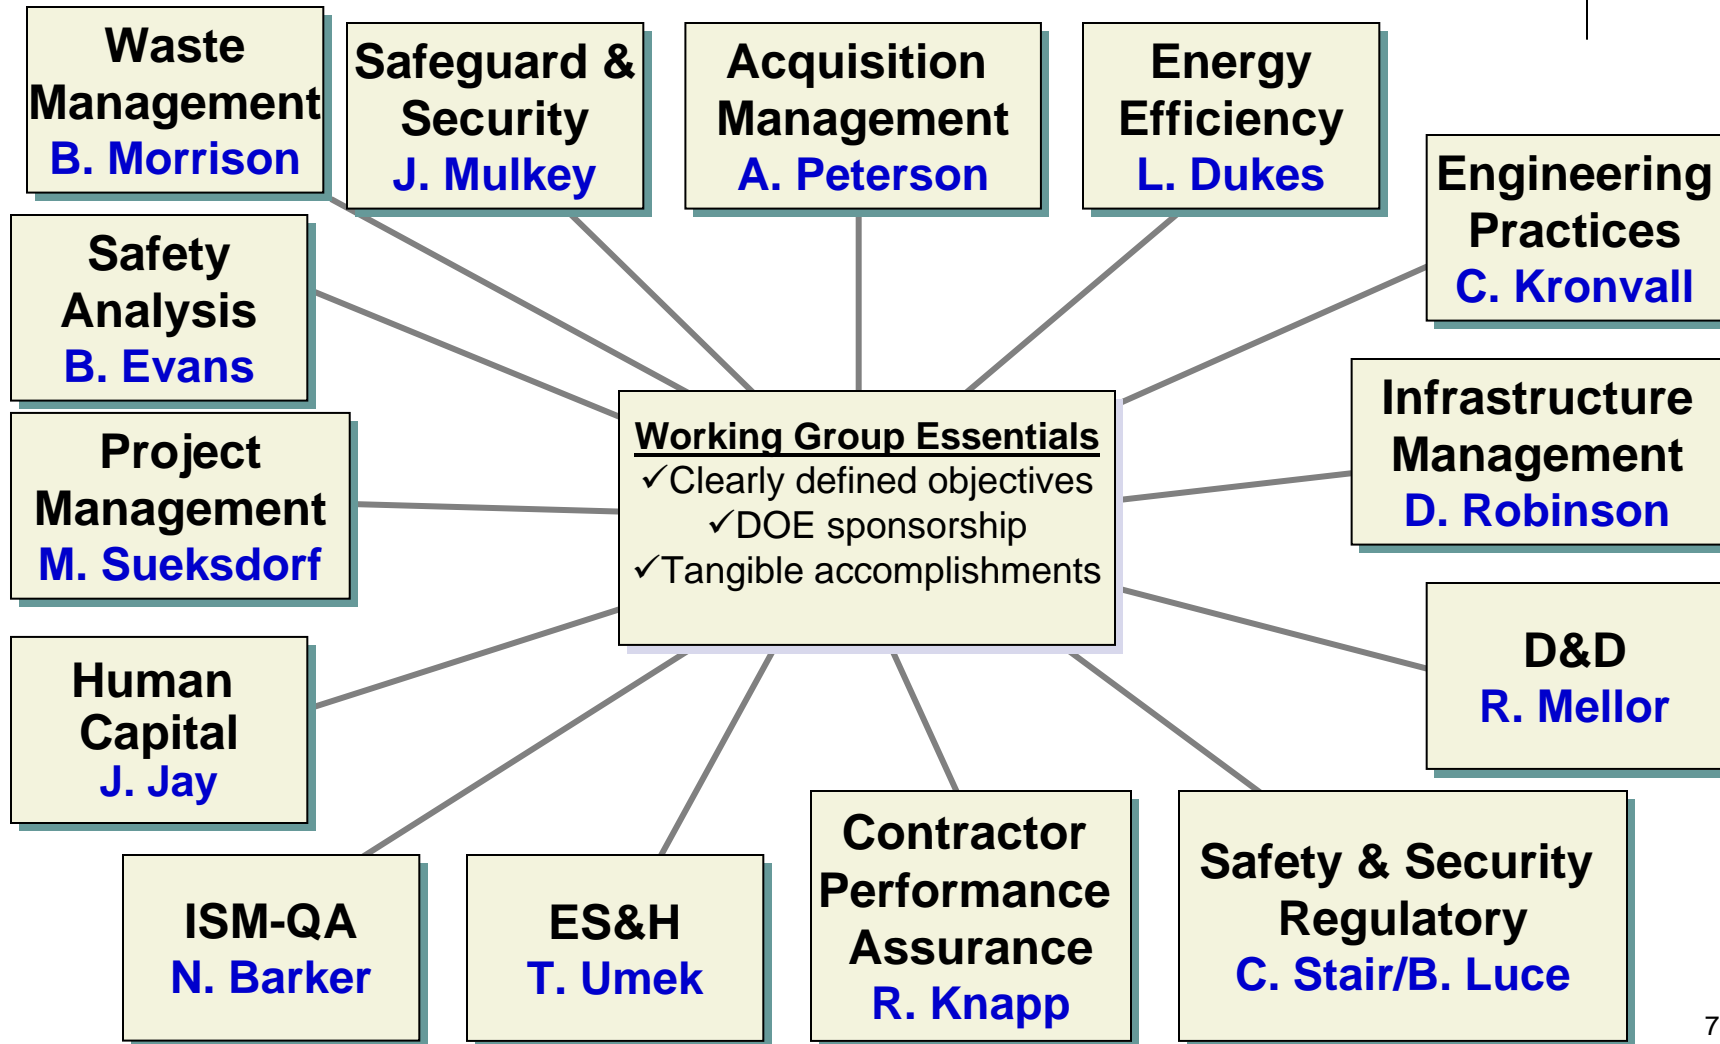 Waste
Management
B. Morrison
Safeguard &
Security
J. Mulkey
Acquisition
Management
A. Peterson
Energy
Efficiency
L. Dukes
Engineering
Practices
C. Kronvall
Safety
Analysis
B. Evans
Infrastructure
Management
D. Robinson
Project
Management
M. Sueksdorf
Working Group Essentials
✓Clearly defined objectives
✓DOE sponsorship
✓Tangible accomplishments
D&D
R. Mellor
Human
Capital
J. Jay
ISM-QA
N. Barker
ES&H
T. Umek
Contractor
Performance
Assurance
R. Knapp
Safety & Security
Regulatory
C. Stair/B. Luce
7